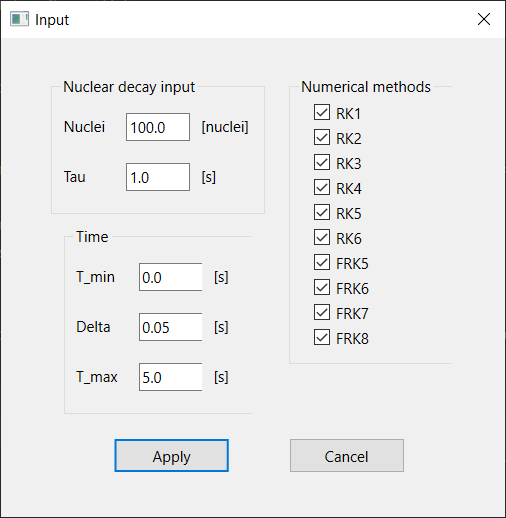 Input
Nuclear decay input
Nuclei 100.0 [nuclei]
Tau 1.0 [s]
Time
T_min 0.0 [s]
Delta 0.05 [s]
T_max 5.0 [s]
Numerical methods
RK1
RK2
RK3
RK4
RK5
RK6
FRK5
FRK6
FRK7
FRK8
Apply Cancel